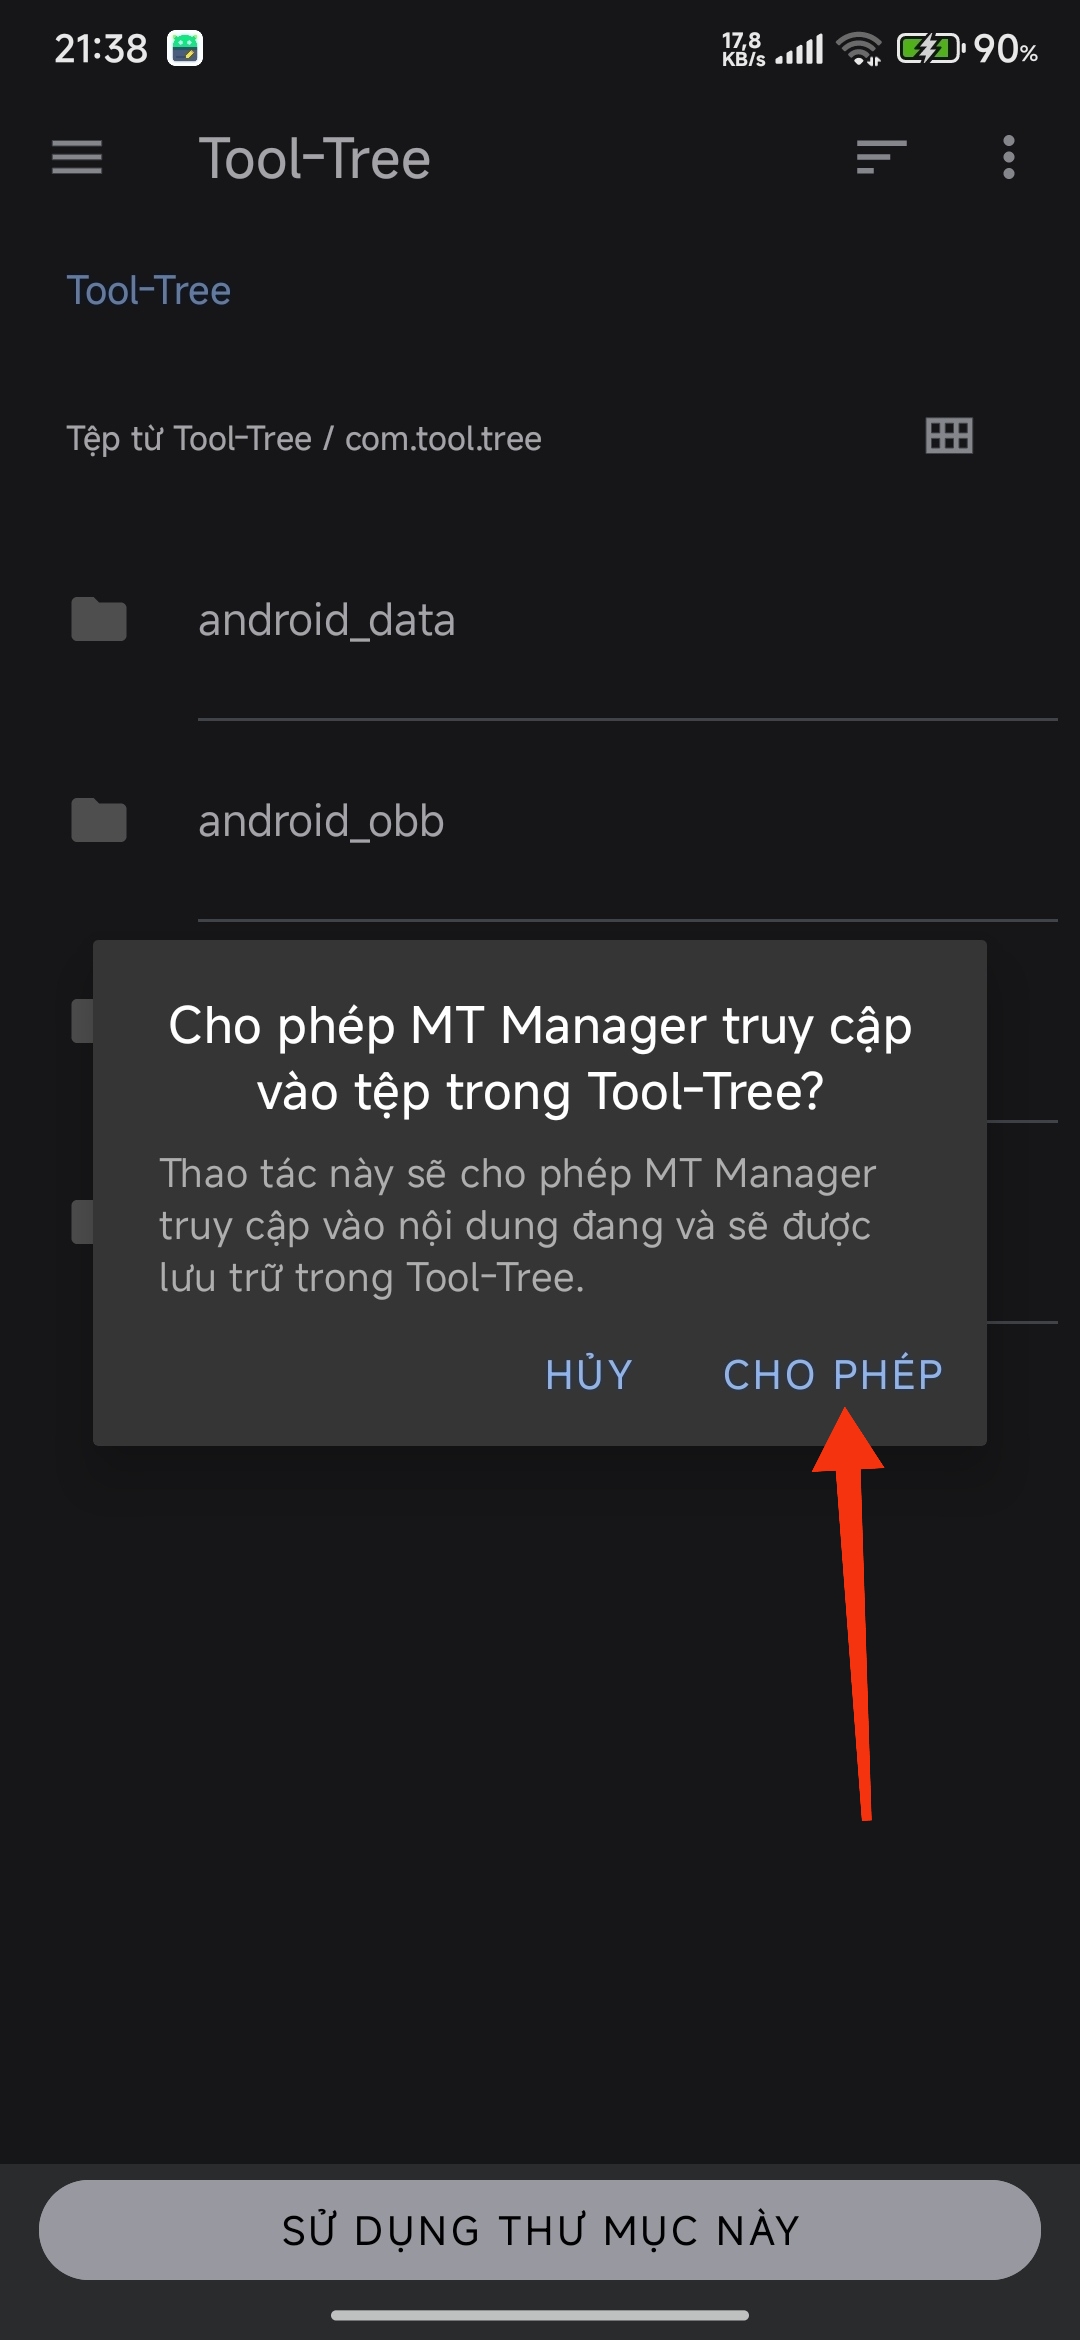 21:38
17,8
KB/s
90%
Tool-Tree
Tool-Tree
Tệp từ Tool-Tree / com.tool.tree
android_data
android_obb
Cho phép MT Manager truy cập
vào tệp trong Tool-Tree?
Thao tác này sẽ cho phép MT Manager
truy cập vào nội dung đang và sẽ được
lưu trữ trong Tool-Tree.
HỦY
CHO PHÉP
SỬ DỤNG THƯ MỤC NÀY